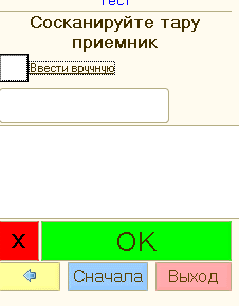 Тест
Сосканируйте тару
приемник
Ввести вручную
X
OK
Сначала
Выход